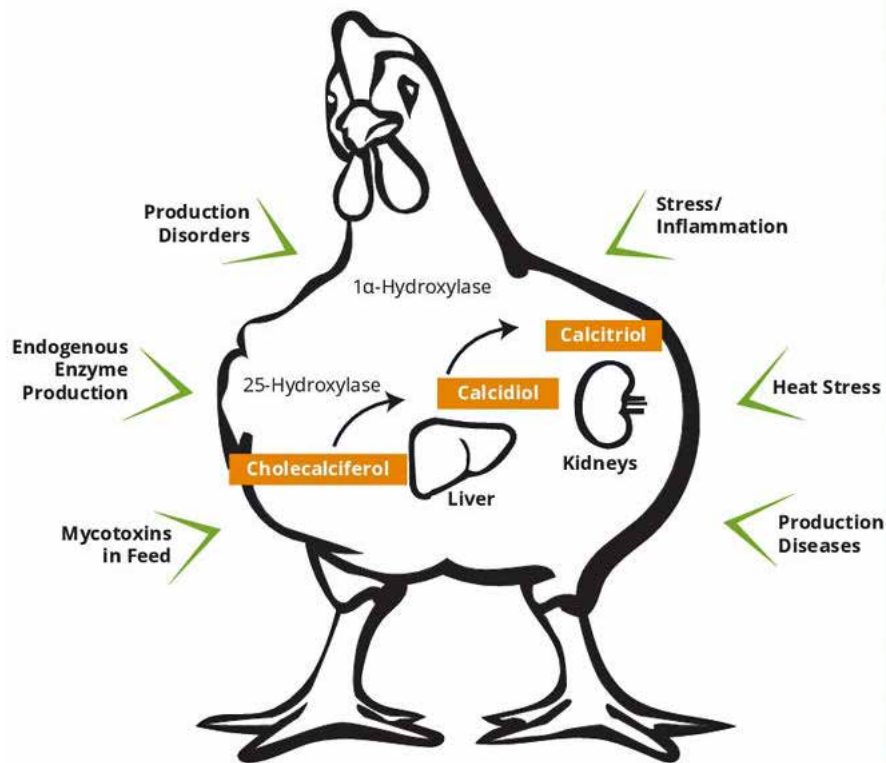 Production
Disorders
Stress/
Inflammation
1α-Hydroxylase
Calcitriol
Endogenous
Enzyme
Production
25-Hydroxylase
Calcidiol
Heat Stress
Cholecalciferol
Liver
Kidneys
Mycotoxins
in Feed
Production
Diseases